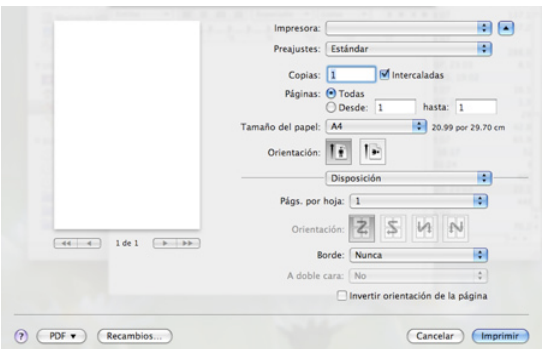 Impresora:
Preajustes: Estándar
Copias: 1 Intercaladas
Páginas: Todas
Desde: 1 hasta: 1
Tamaño del papel: A4 20.99 por 29.70 cm
Orientación:
Disposición
Págs. por hoja: 1
Orientación:
Borde: Nunca
A doble cara: No
Invertir orientación de la página
1 de 1
? PDF ▼ Recambios... Cancelar Imprimir